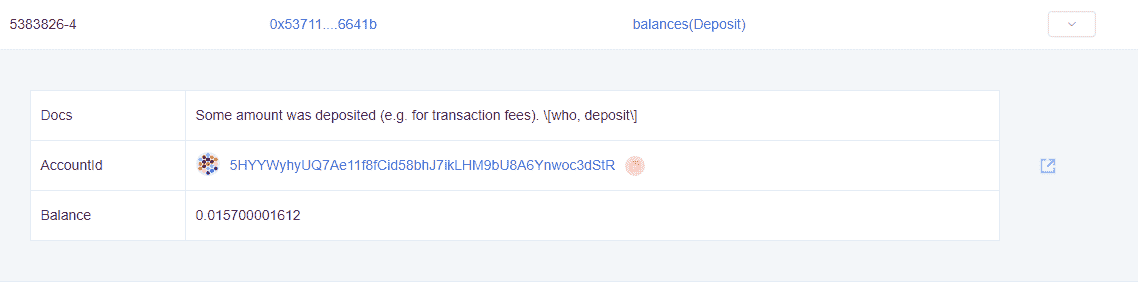 5383826-4 0x53711....6641b balances(Deposit)
Docs Some amount was deposited (e.g. for transaction fees). \[who, deposit\]
AccountId 5HYYWyhyUQ7Ae11f8fCid58bhJ7ikLHM9bU8A6Ynwoc3dStR
Balance 0.015700001612